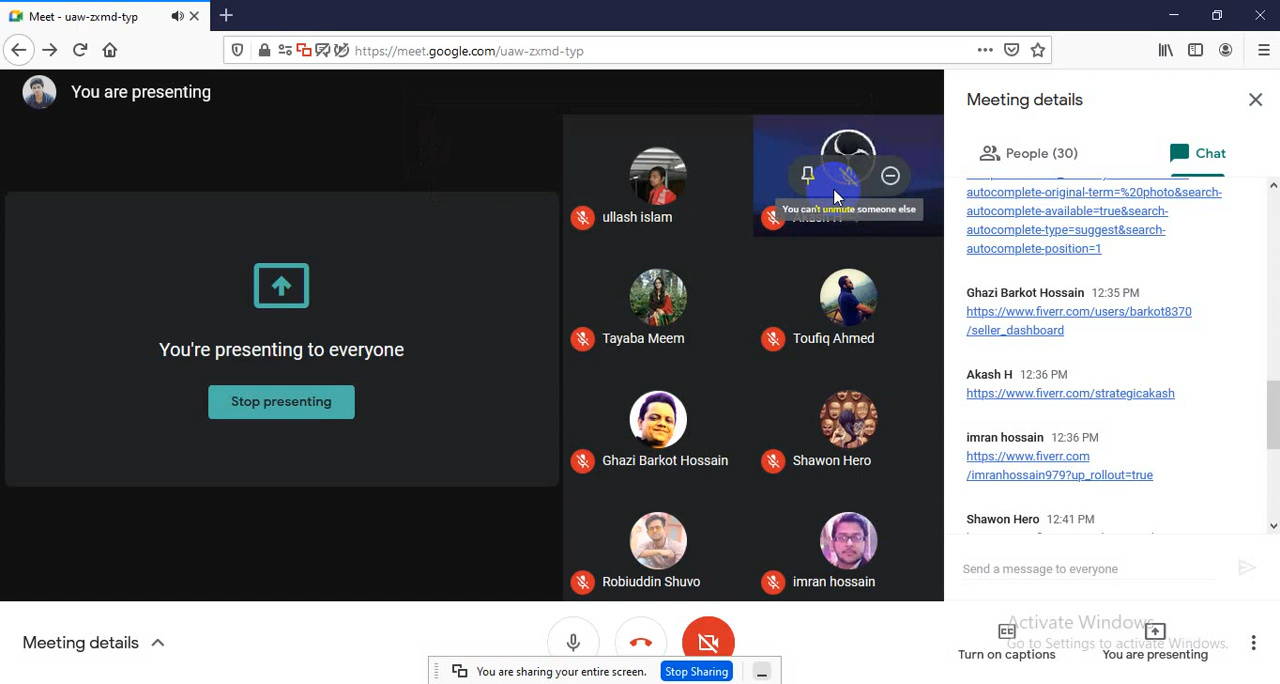 Meet - uaw-zxmd-typ
https://meet.google.com/uaw-zxmd-typ
You are presenting
You're presenting to everyone
Stop presenting
ullash islam
You can't unmute someone else
Tayaba Meem
Toufiq Ahmed
Ghazi Barkot Hossain
Shawon Hero
Robiuddin Shuvo
imran hossain
Meeting details
People (30)
Chat
autocomplete-original-term=%20photo&search-
autocomplete-available=true&search-
autocomplete-type=suggest&search-
autocomplete-position=1
Ghazi Barkot Hossain 12:35 PM
https://www.fiverr.com/users/barkot8370
/seller_dashboard
Akash H 12:36 PM
https://www.fiverr.com/strategicakash
imran hossain 12:36 PM
https://www.fiverr.com
/imranhossain979?up_rollout=true
Shawon Hero 12:41 PM
Send a message to everyone
Meeting details
Activate Windows
Go to Settings to activate Windows.
CC
Turn on captions
You are presenting
You are sharing your entire screen.
Stop Sharing